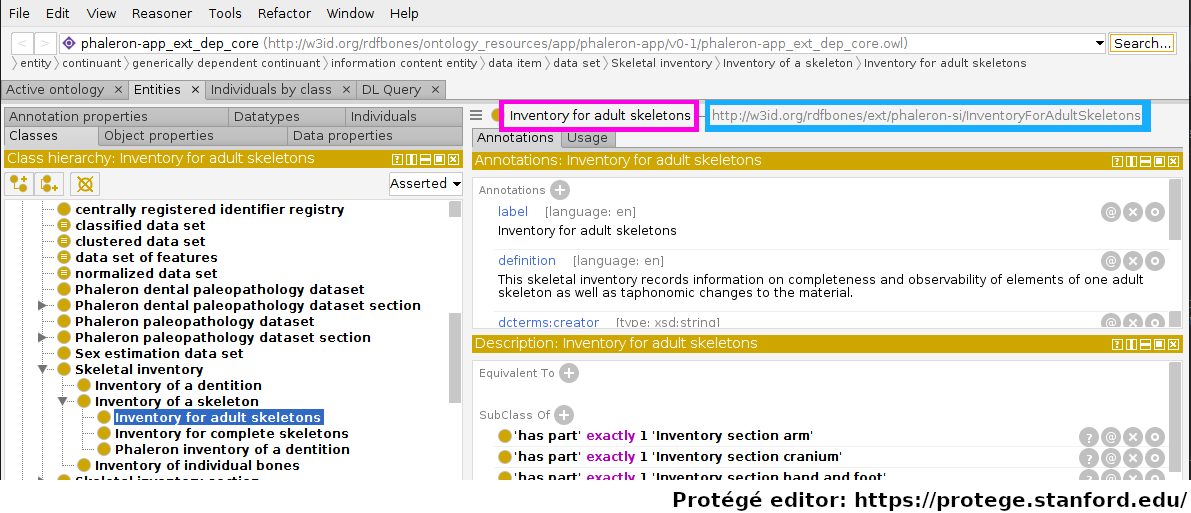 File Edit View Reasoner Tools Refactor Window Help
< > phaleron-app_ext_dep_core (http://w3id.org/rdfbones/ontology_resources/app/phaleron-app/v0-1/phaleron-app_ext_dep_core.owl) Search...
entity continuant generically dependent continuant information content entity data item data set Skeletal inventory Inventory of a skeleton Inventory for adult skeletons
Active ontology × Entities × Individuals by class × DL Query ×
Annotation properties Datatypes Individuals
Classes Object properties Data properties
Class hierarchy: Inventory for adult skeletons
Asserted
centrally registered identifier registry
classified data set
clustered data set
data set of features
normalized data set
Phaleron dental paleopathology dataset
Phaleron dental paleopathology dataset section
Phaleron paleopathology dataset
Phaleron paleopathology dataset section
Sex estimation data set
Skeletal inventory
Inventory of a dentition
Inventory of a skeleton
Inventory for adult skeletons
Inventory for complete skeletons
Phaleron inventory of a dentition
Inventory of individual bones
Skeletal inventory section
Inventory for adult skeletons — http://w3id.org/rdfbones/ext/phaleron-si/InventoryForAdultSkeletons
Annotations Usage
Annotations: Inventory for adult skeletons
Annotations +
label [language: en]
Inventory for adult skeletons
definition [language: en]
This skeletal inventory records information on completeness and observability of elements of one adult
skeleton as well as taphonomic changes to the material.
dcterms:creator [type: xsd:string]
Description: Inventory for adult skeletons
Equivalent To +
SubClass Of +
'has part' exactly 1 'Inventory section arm'
'has part' exactly 1 'Inventory section cranium'
'has part' exactly 1 'Inventory section hand and foot'
Protégé editor: https://protege.stanford.edu/